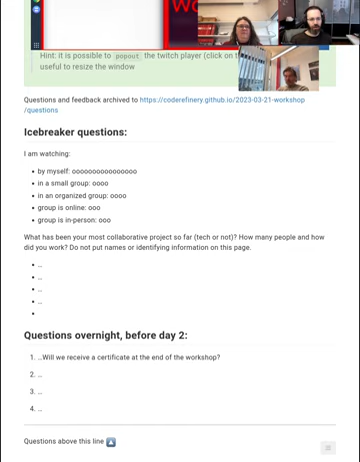 WO
Hint: It is possible to popout the twitch player (click on t
useful to resize the window
Questions and feedback archived to https://coderefinery.github.io/2023-03-21-workshop
/questions
Icebreaker questions:
I am watching:
• by myself: oooooooooooooooo
• in a small group: oooo
• in an organized group: oooo
• group is online: ooo
• group is in-person: ooo
What has been your most collaborative project so far (tech or not)? How many people and how
did you work? Do not put names or identifying information on this page.
• ..
• ..
• ..
• ..
•
Questions overnight, before day 2:
1. ..Will we receive a certificate at the end of the workshop?
2. ..
3. ..
4. ..
Questions above this line